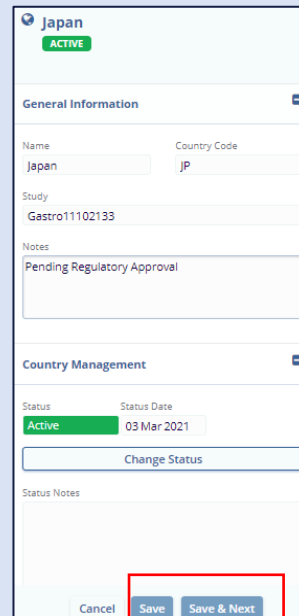 Japan
ACTIVE
General Information
Name Country Code
Japan JP
Study
Gastro11102133
Notes
Pending Regulatory Approval
Country Management
Status Status Date
Active 03 Mar 2021
Change Status
Status Notes
Cancel Save Save & Next